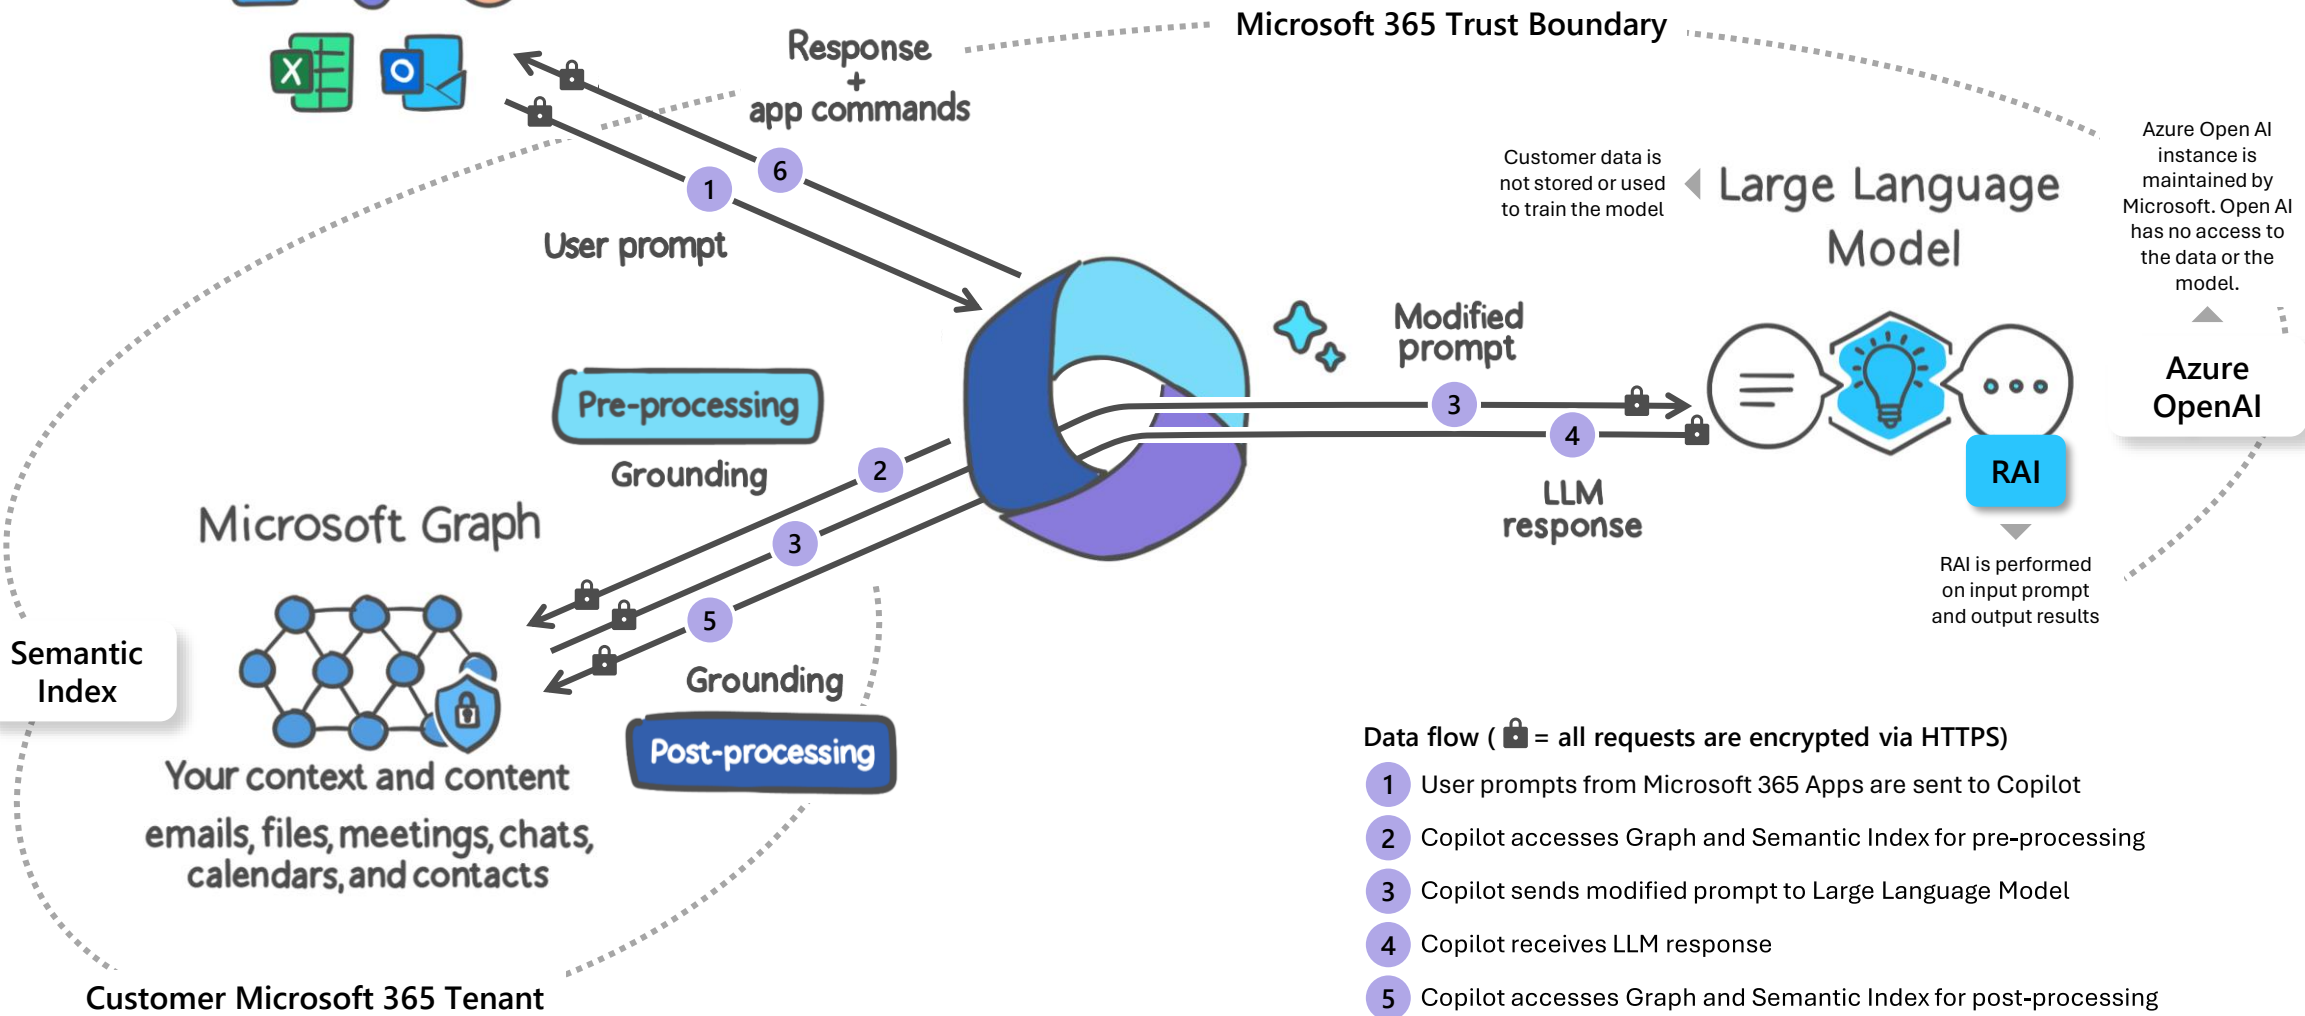 Microsoft 365 Trust Boundary
Response
+
app commands
X
O
6
1
User prompt
Customer data is
not stored or used
to train the model
Large Language
Model
Azure Open AI
instance is
maintained by
Microsoft. Open AI
has no access to
the data or the
model.
Modified
prompt
3
4
LLM
response
Azure
OpenAI
RAI
RAI is performed
on input prompt
and output results
Pre-processing
Grounding
2
3
5
Microsoft Graph
Semantic
Index
Grounding
Post-processing
Your context and content
emails, files, meetings, chats,
calendars, and contacts
Customer Microsoft 365 Tenant
Data flow ( = all requests are encrypted via HTTPS)
1 User prompts from Microsoft 365 Apps are sent to Copilot
2 Copilot accesses Graph and Semantic Index for pre-processing
3 Copilot sends modified prompt to Large Language Model
4 Copilot receives LLM response
5 Copilot accesses Graph and Semantic Index for post-processing